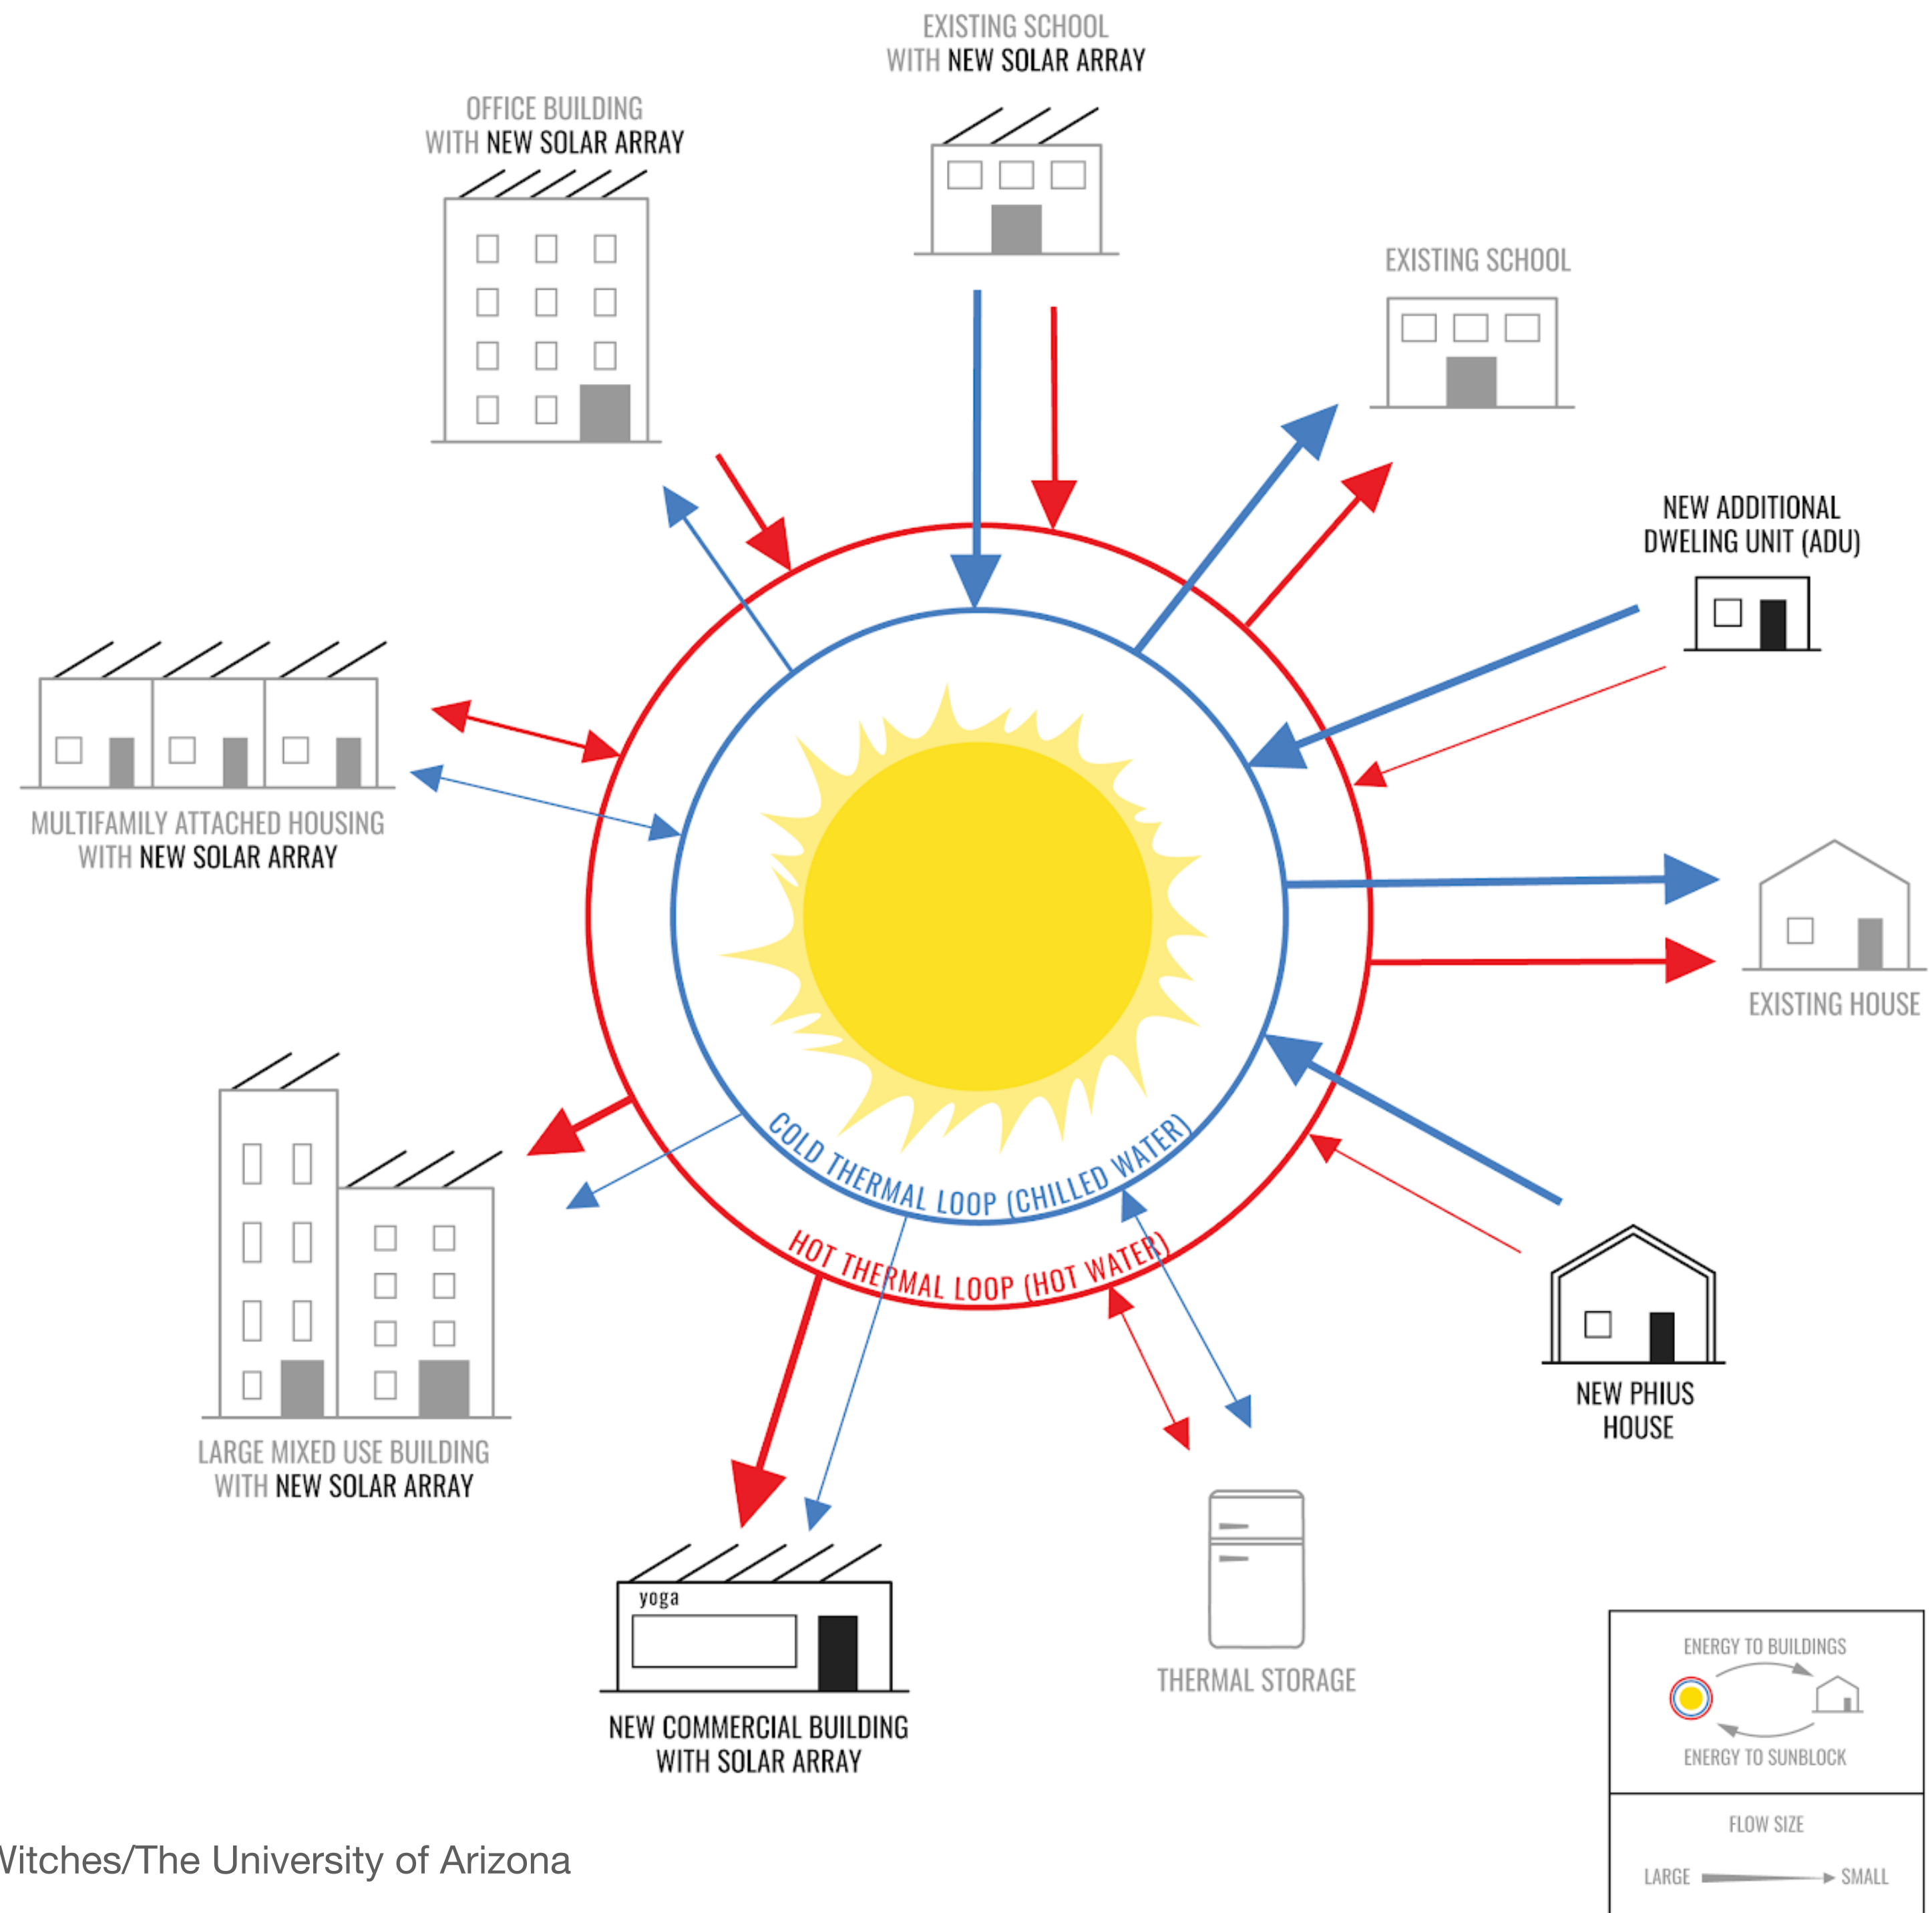 EXISTING SCHOOL
WITH NEW SOLAR ARRAY
OFFICE BUILDING
WITH NEW SOLAR ARRAY
EXISTING SCHOOL
NEW ADDITIONAL
DWELING UNIT (ADU)
MULTIFAMILY ATTACHED HOUSING
WITH NEW SOLAR ARRAY
EXISTING HOUSE
COLD THERMAL LOOP (CHILLED WATER)
HOT THERMAL LOOP (HOT WATER)
NEW PHIUS
HOUSE
LARGE MIXED USE BUILDING
WITH NEW SOLAR ARRAY
yoga
NEW COMMERCIAL BUILDING
WITH SOLAR ARRAY
THERMAL STORAGE
ENERGY TO BUILDINGS
ENERGY TO SUNBLOCK
FLOW SIZE
LARGE SMALL
Witches/The University of Arizona